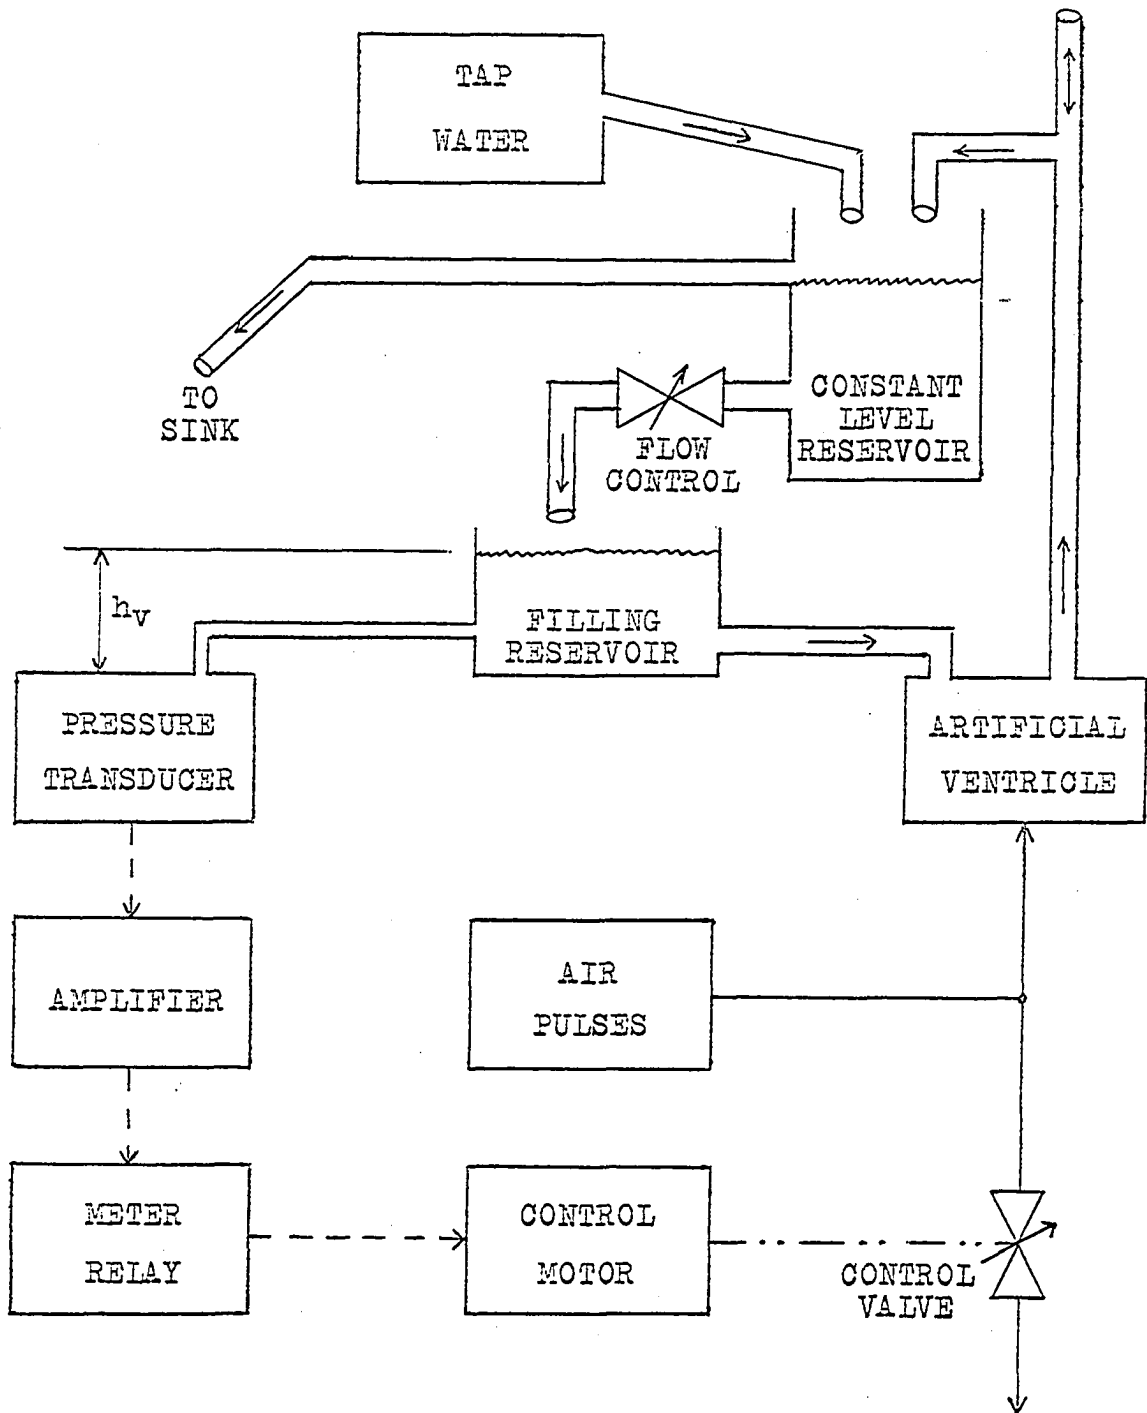 TAP
WATER
TO
SINK
CONSTANT
LEVEL
RESERVOIR
FLOW
CONTROL
hv
FILLING
RESERVOIR
PRESSURE
TRANSDUCER
ARTIFICIAL
VENTRICLE
AMPLIFIER
AIR
PULSES
METER
RELAY
CONTROL
MOTOR
CONTROL
VALVE